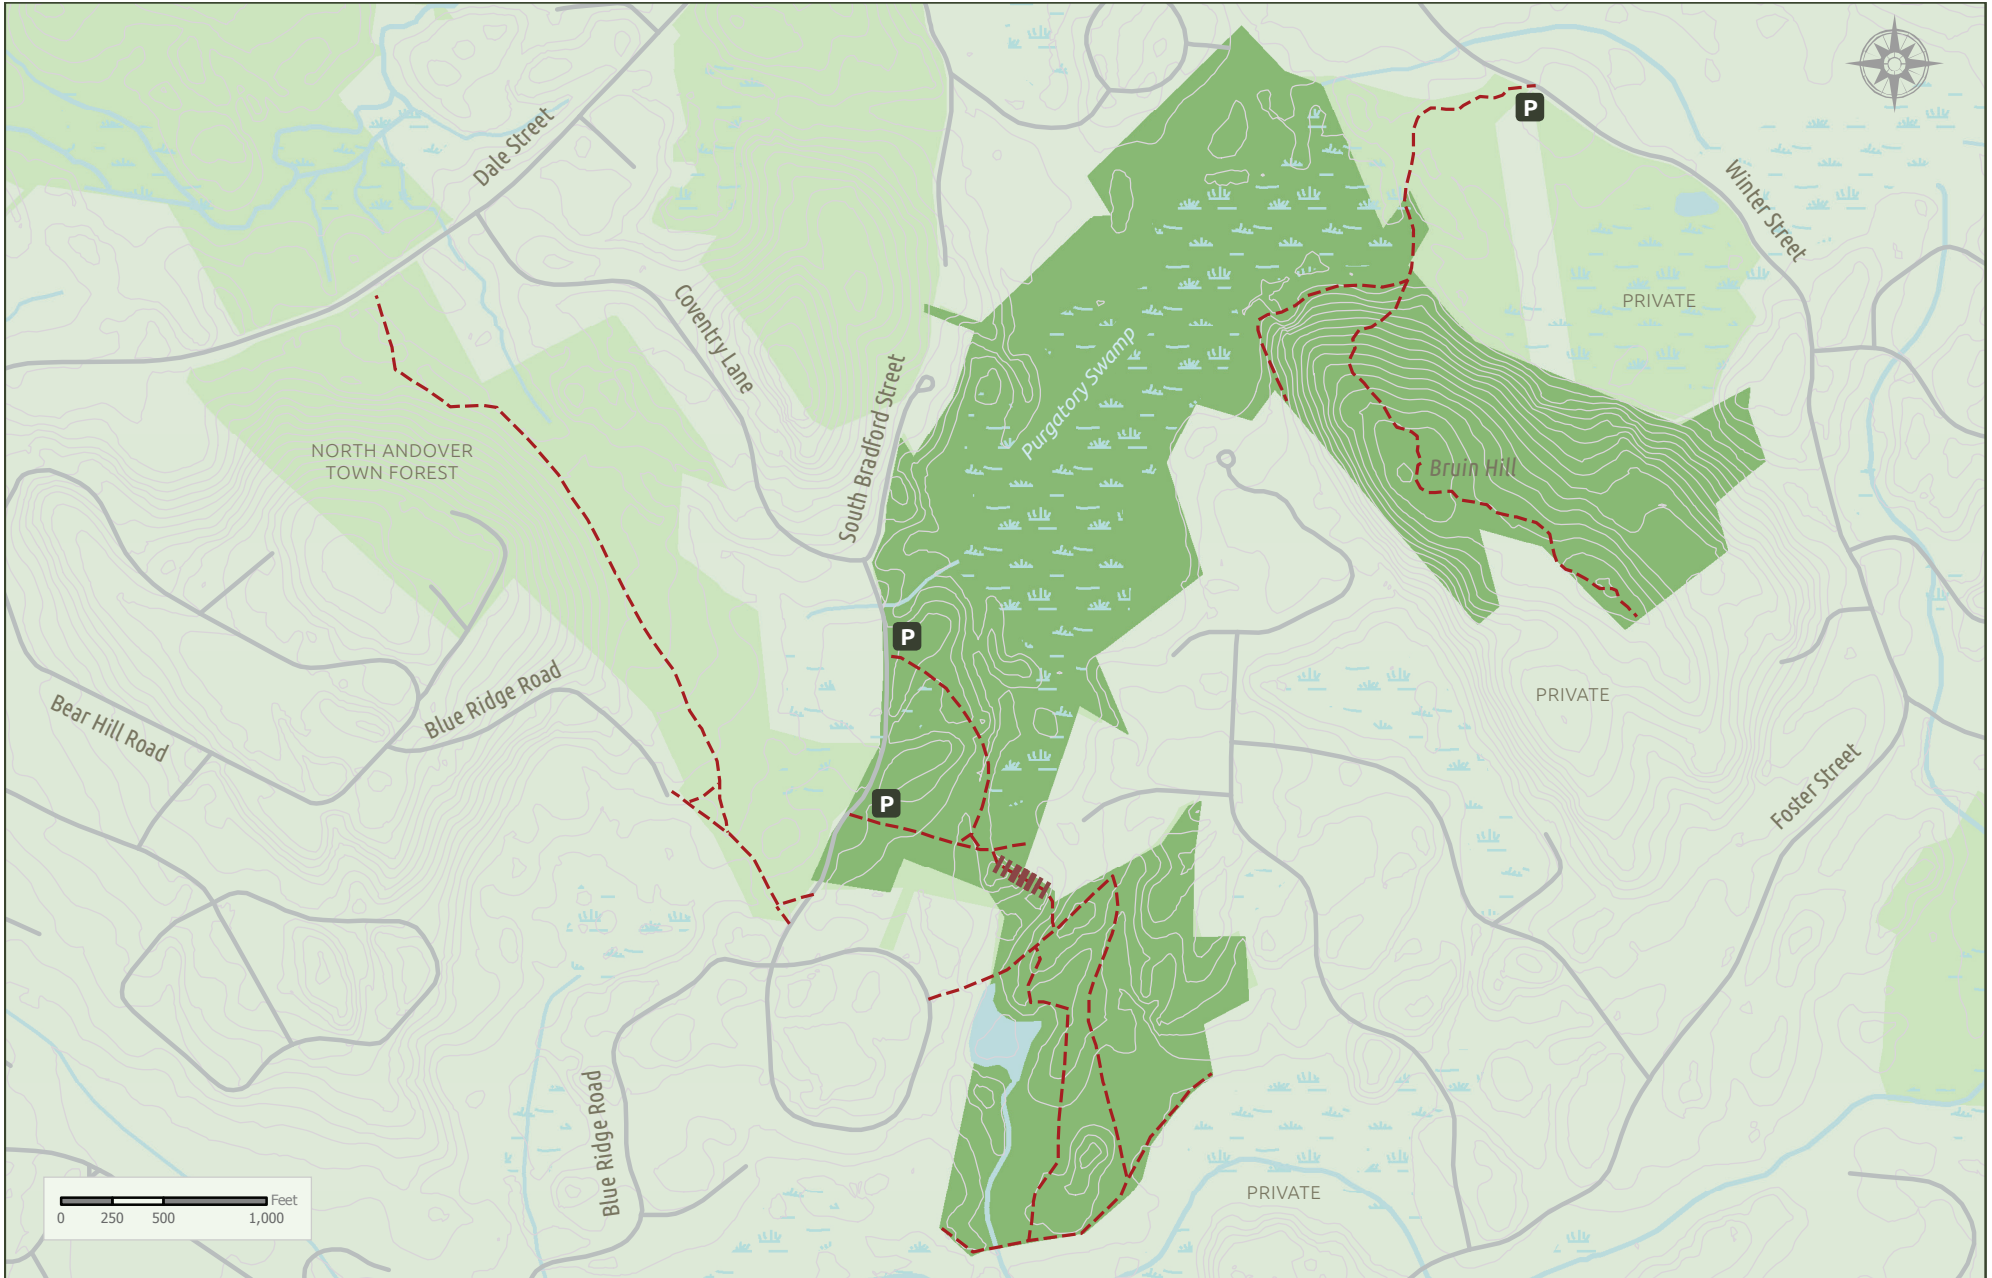 P
Dale Street
Winter Street
PRIVATE
Coventry Lane
Purgatory Swamp
South Bradford Street
NORTH ANDOVER
TOWN FOREST
Bruin Hill
P
Blue Ridge Road
PRIVATE
Bear Hill Road
Foster Street
P
Blue Ridge Road
PRIVATE
Feet
0 250 500 1,000